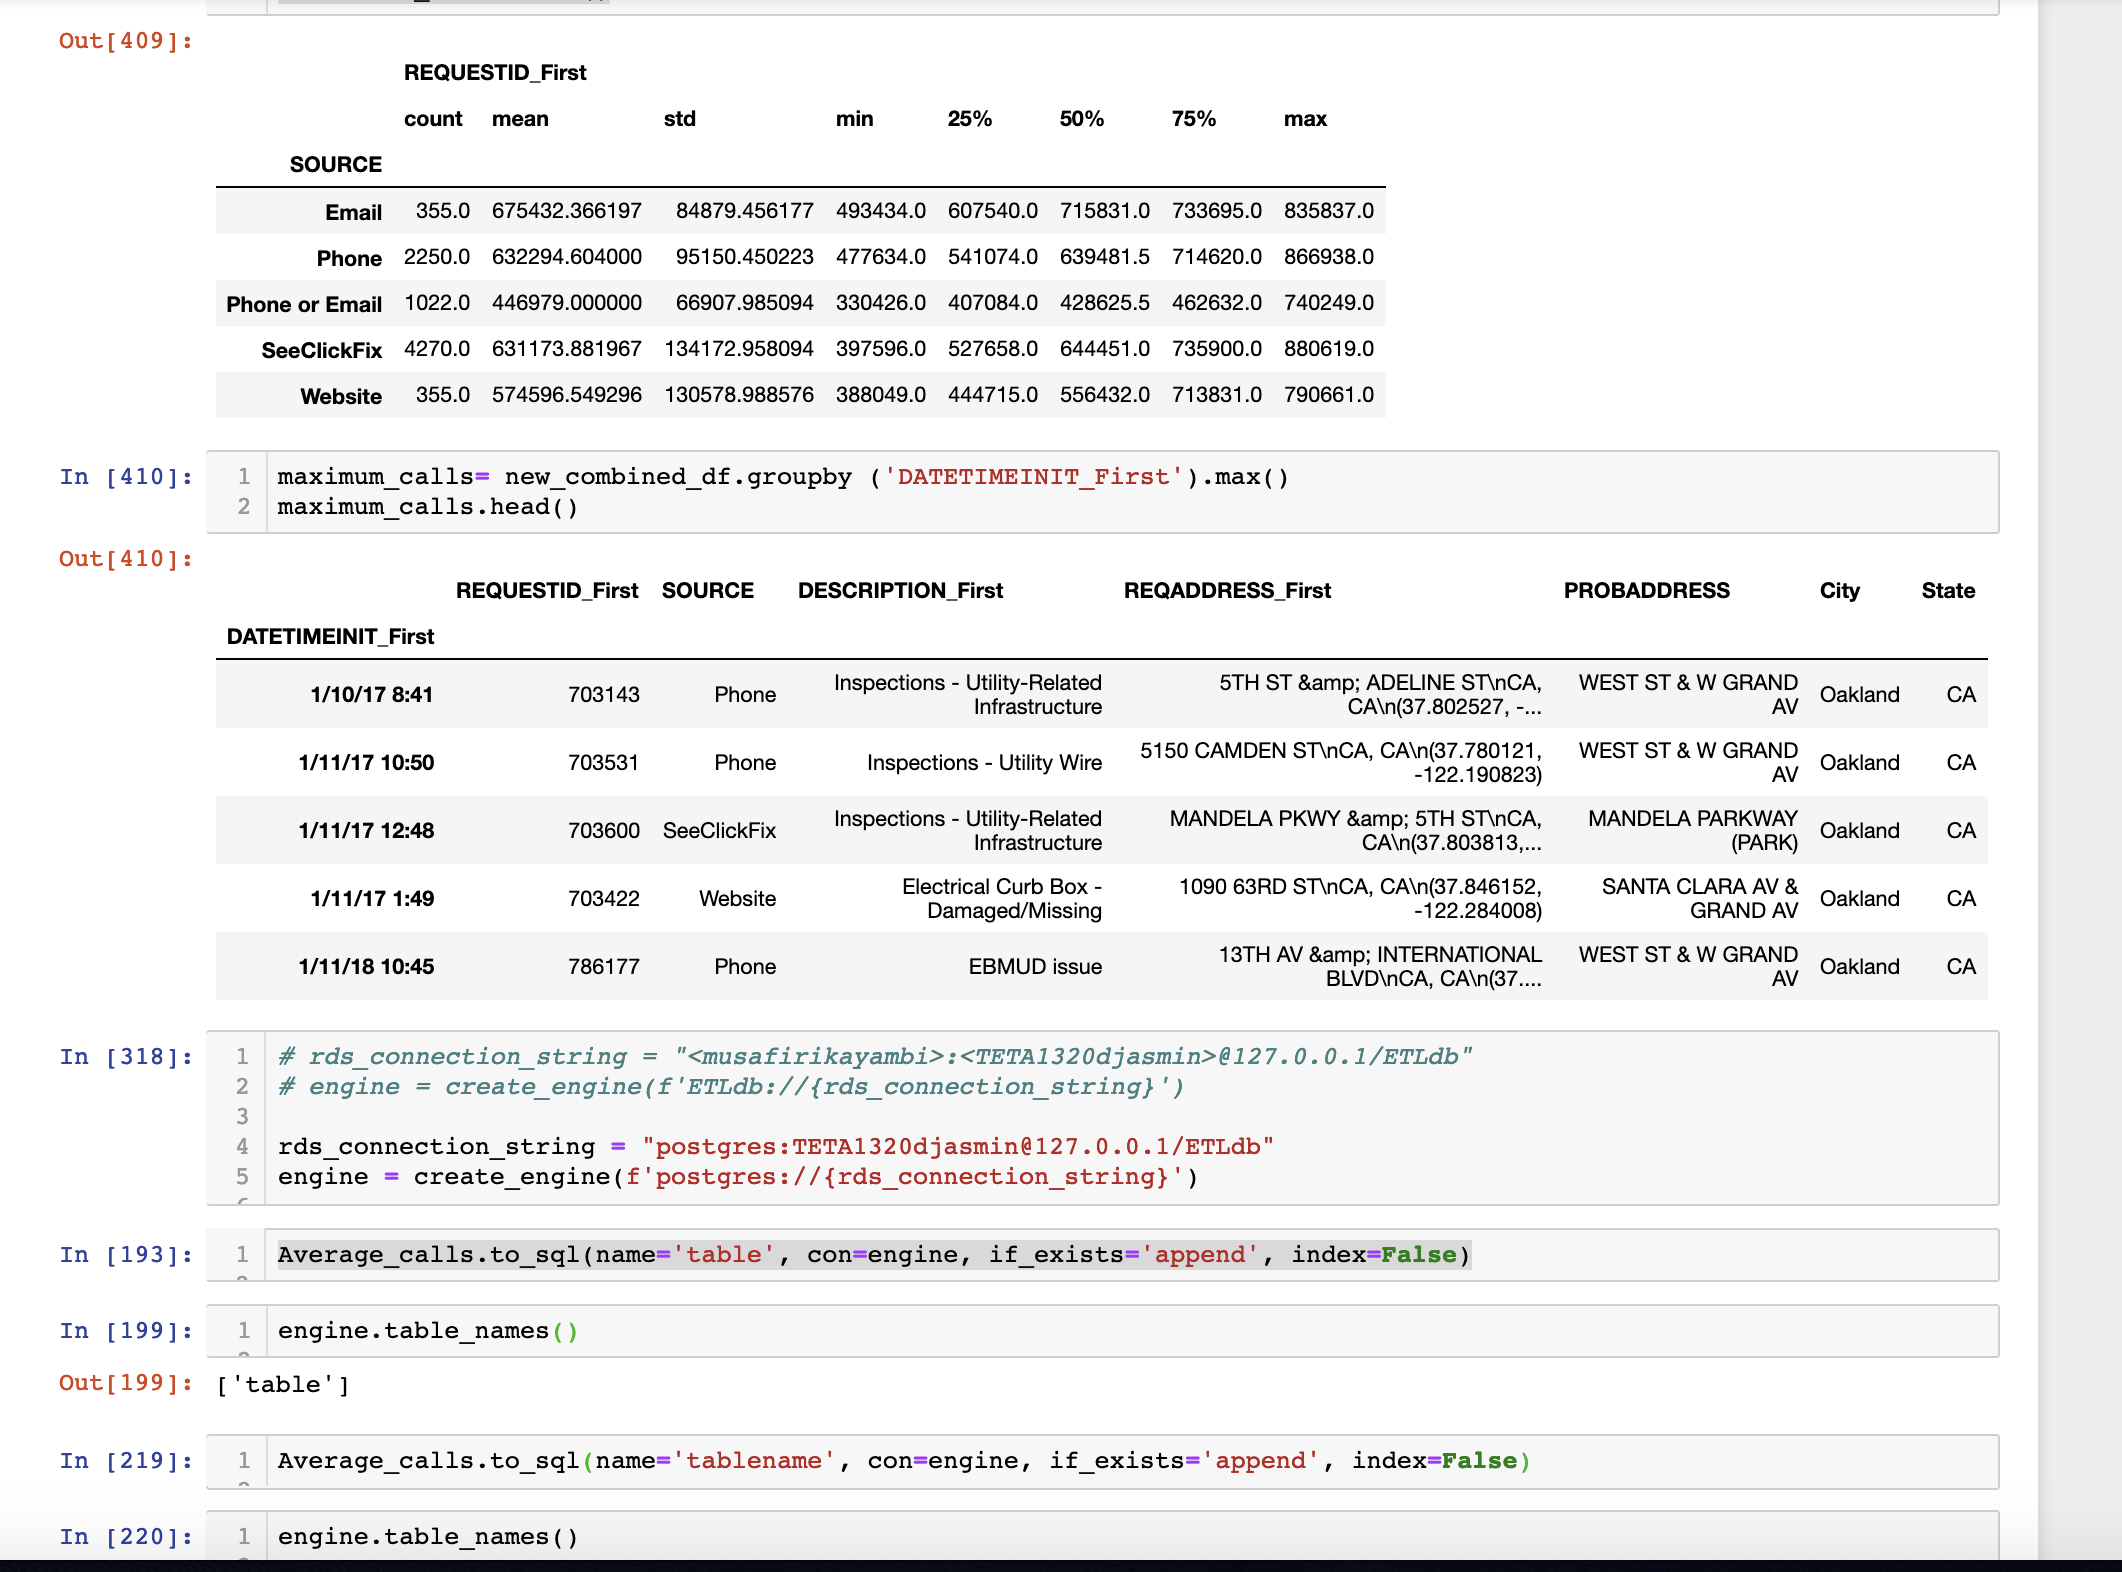 Out[409]:
REQUESTID_First
count mean std min 25% 50% 75% max
SOURCE
Email 355.0 675432.366197 84879.456177 493434.0 607540.0 715831.0 733695.0 835837.0
Phone 2250.0 632294.604000 95150.450223 477634.0 541074.0 639481.5 714620.0 866938.0
Phone or Email 1022.0 446979.000000 66907.985094 330426.0 407084.0 428625.5 462632.0 740249.0
SeeClickFix 4270.0 631173.881967 134172.958094 397596.0 527658.0 644451.0 735900.0 880619.0
Website 355.0 574596.549296 130578.988576 388049.0 444715.0 556432.0 713831.0 790661.0
In [410]: 1 maximum_calls= new_combined_df.groupby ('DATETIMEINIT_First').max()
2 maximum_calls.head()
Out[410]:
REQUESTID_First SOURCE DESCRIPTION_First REQADDRESS_First PROBADDRESS City State
DATETIMEINIT_First
1/10/17 8:41 703143 Phone Inspections - Utility-Related Infrastructure 5TH ST &amp; ADELINE ST\nCA, CA\n(37.802527, -... WEST ST & W GRAND AV Oakland CA
1/11/17 10:50 703531 Phone Inspections - Utility Wire 5150 CAMDEN ST\nCA, CA\n(37.780121, -122.190823) WEST ST & W GRAND AV Oakland CA
1/11/17 12:48 703600 SeeClickFix Inspections - Utility-Related Infrastructure MANDELA PKWY &amp; 5TH ST\nCA, CA\n(37.803813,... MANDELA PARKWAY (PARK) Oakland CA
1/11/17 1:49 703422 Website Electrical Curb Box - Damaged/Missing 1090 63RD ST\nCA, CA\n(37.846152, -122.284008) SANTA CLARA AV & GRAND AV Oakland CA
1/11/18 10:45 786177 Phone EBMUD issue 13TH AV &amp; INTERNATIONAL BLVD\nCA, CA\n(37.... WEST ST & W GRAND AV Oakland CA
In [318]: 1 # rds_connection_string = "<musafirikayambi>:<TETA1320djasmin>@127.0.0.1/ETLdb"
2 # engine = create_engine(f'ETLdb://{rds_connection_string}')
3
4 rds_connection_string = "postgres:TETA1320djasmin@127.0.0.1/ETLdb"
5 engine = create_engine(f'postgres://{rds_connection_string}')
In [193]: 1 Average_calls.to_sql(name='table', con=engine, if_exists='append', index=False)
In [199]: 1 engine.table_names()
Out[199]: ['table']
In [219]: 1 Average_calls.to_sql(name='tablename', con=engine, if_exists='append', index=False)
In [220]: 1 engine.table_names()